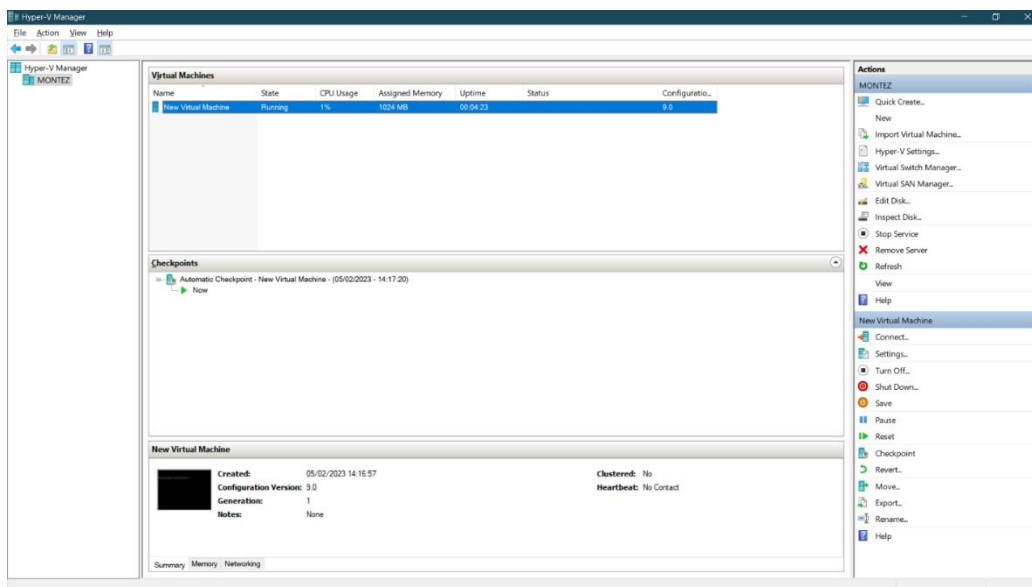 Hyper-V Manager
File Action View Help
Hyper-V Manager
MONTEZ
Virtual Machines
Name State CPU Usage Assigned Memory Uptime Status Configuratio...
New Virtual Machine Running 1% 1024 MB 00:04:23 9.0
Checkpoints
Automatic Checkpoint - New Virtual Machine - (05/02/2023 - 14:17:20)
Now
New Virtual Machine
Created: 05/02/2023 14:16:57 Clustered: No
Configuration Version: 9.0 Heartbeat: No Contact
Generation: 1
Notes: None
Summary Memory Networking
Actions
MONTEZ
Quick Create...
New
Import Virtual Machine...
Hyper-V Settings...
Virtual Switch Manager...
Virtual SAN Manager...
Edit Disk...
Inspect Disk...
Stop Service
Remove Server
Refresh
View
Help
New Virtual Machine
Connect...
Settings...
Turn Off...
Shut Down...
Save
Pause
Reset
Checkpoint
Revert...
Move...
Export...
Rename...
Help